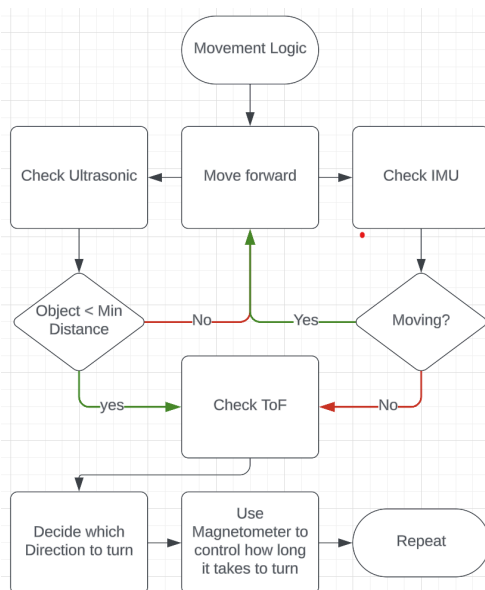 Movement Logic
Check Ultrasonic
Move forward
Check IMU
Object < Min
Distance
No
Yes
Moving?
yes
Check ToF
No
Decide which
Direction to turn
Use
Magnetometer to
control how long
it takes to turn
Repeat